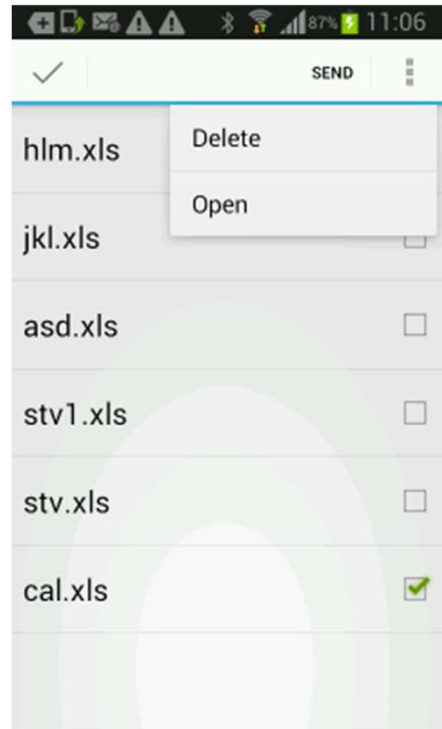 87% 11:06
SEND
Delete
hlm.xls
Open
jkl.xls
asd.xls
stv1.xls
stv.xls
cal.xls